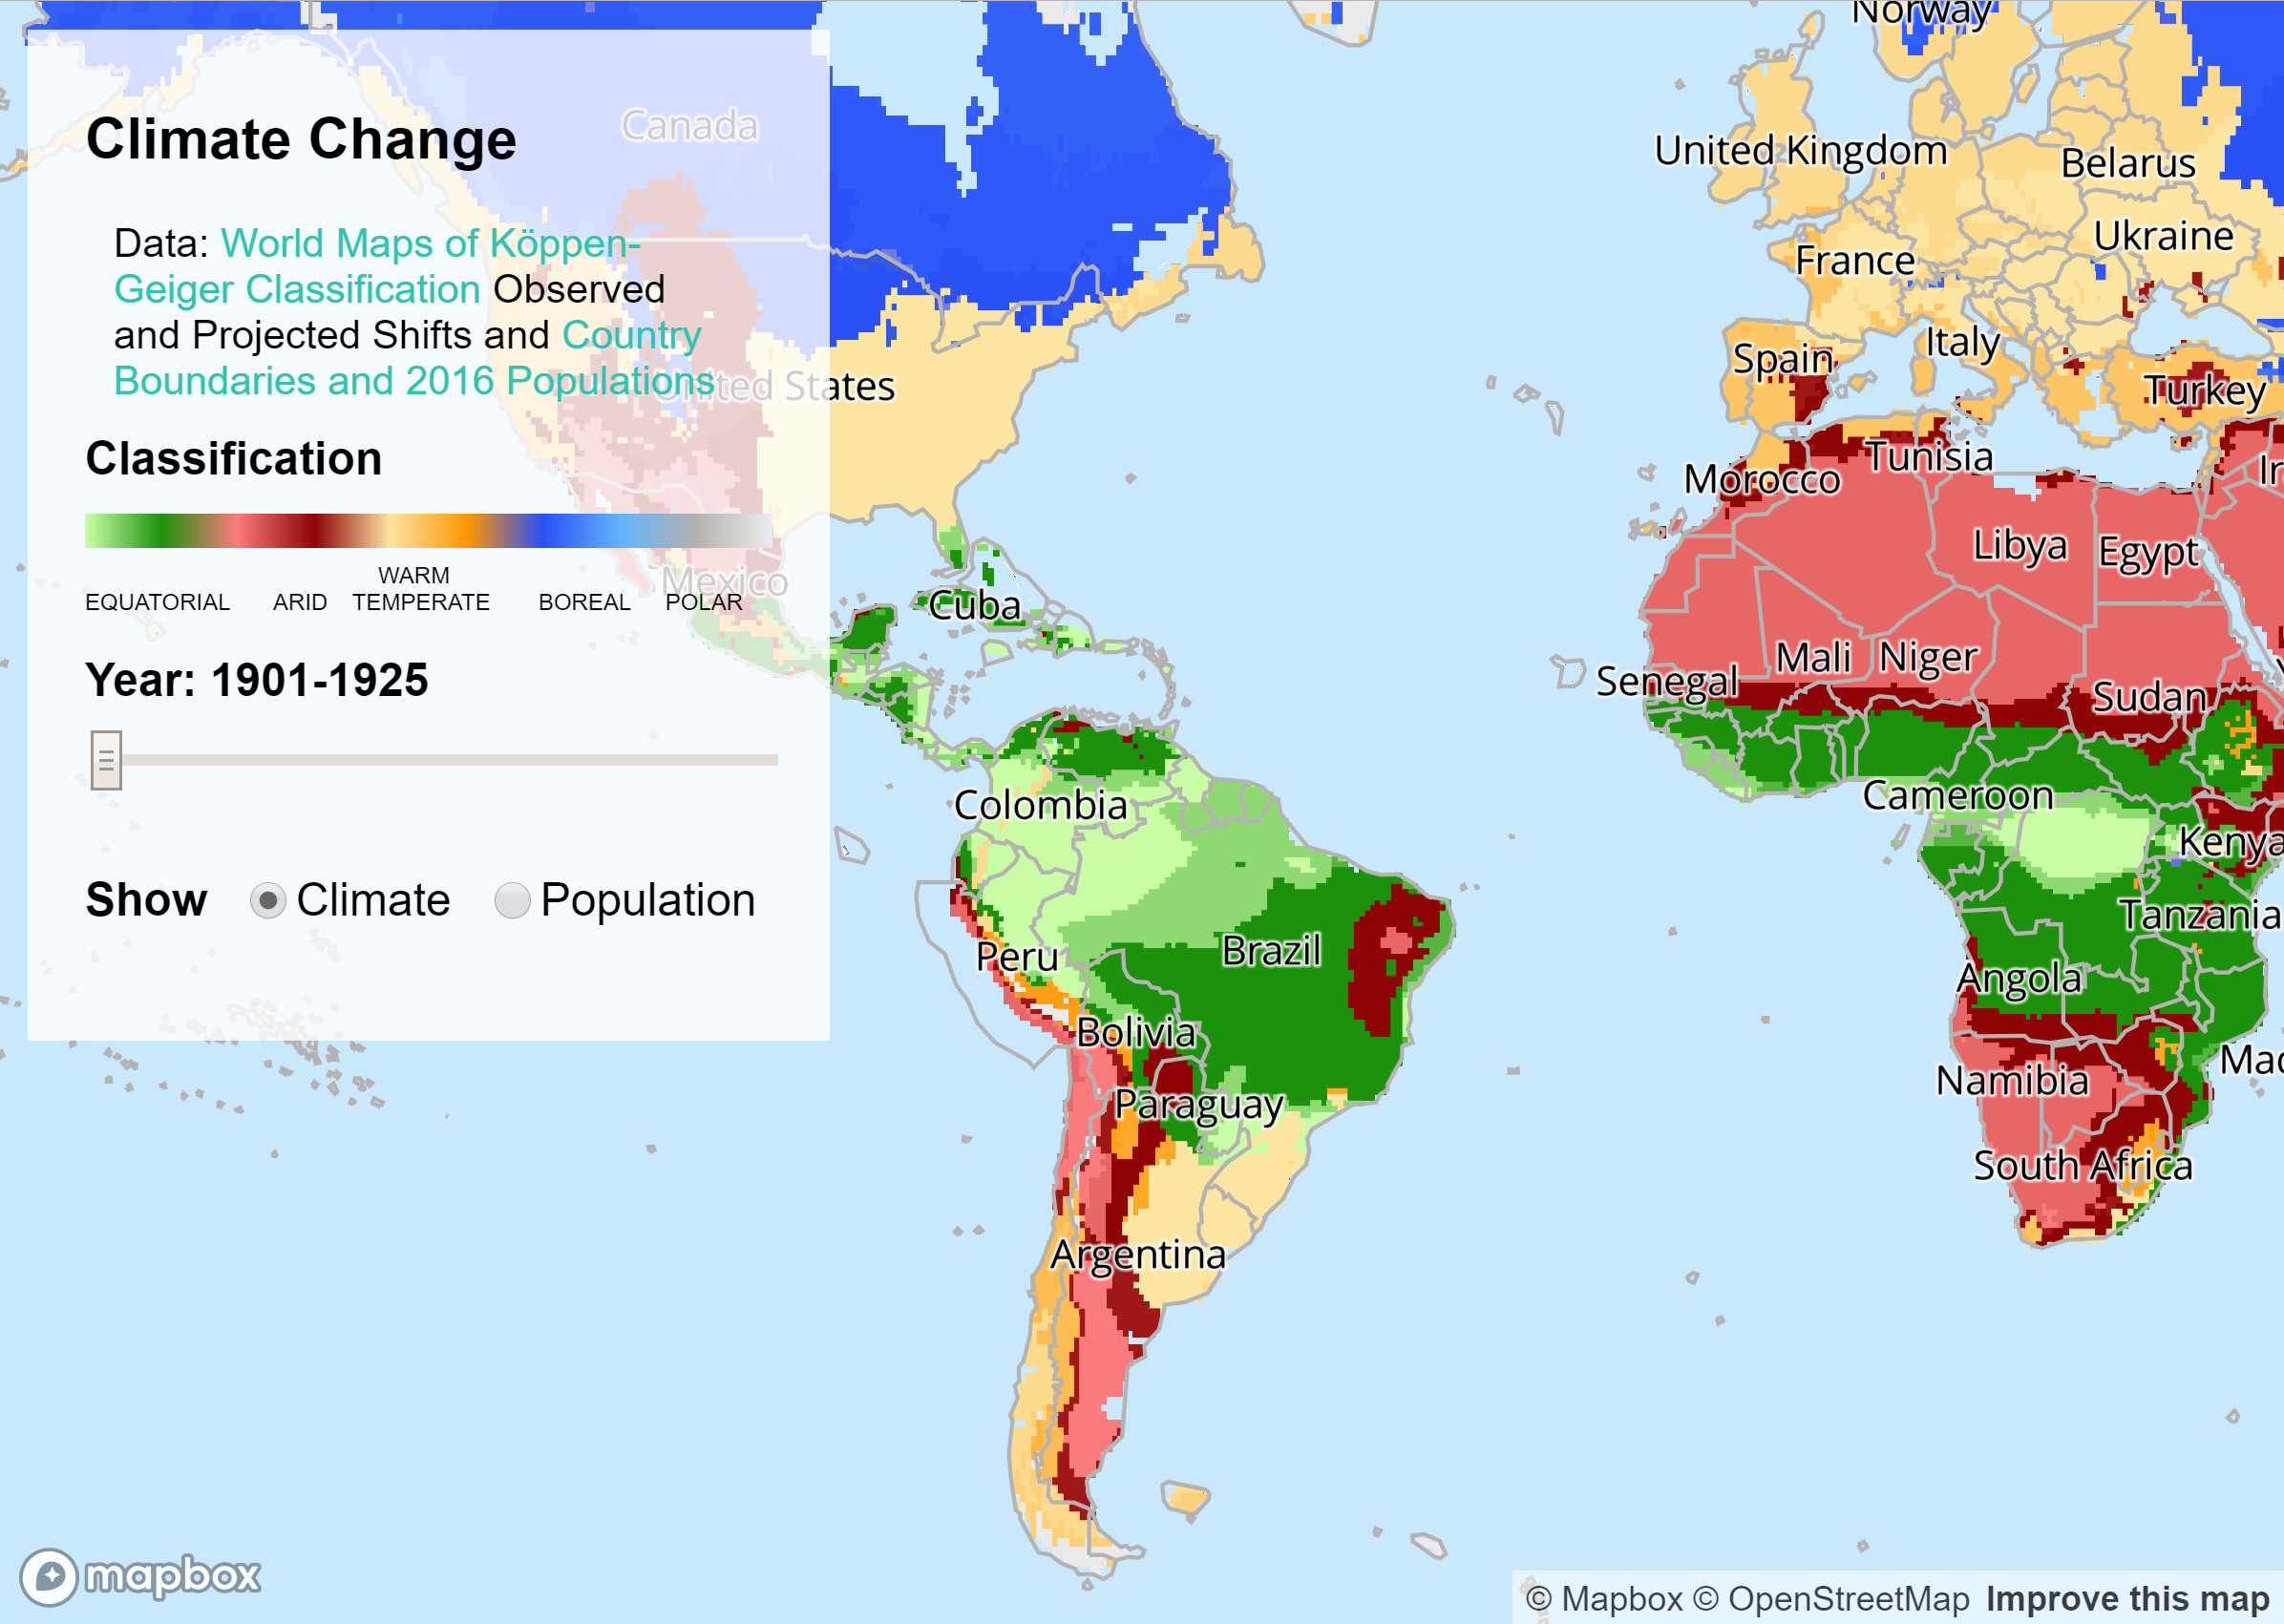 Climate Change
Data: World Maps of Köppen-
Geiger Classification Observed
and Projected Shifts and Country
Boundaries and 2016 Populations
Classification
EQUATORIAL ARID WARM TEMPERATE BOREAL POLAR
Year: 1901-1925
Show Climate Population
Norway
Canada
United Kingdom
Belarus
Ukraine
France
United States
Spain
Italy
Turkey
Morocco
Tunisia
Ir
Libya
Egypt
Mexico
Cuba
Senegal
Mali
Niger
Sudan
Y
Colombia
Cameroon
Kenya
Peru
Brazil
Tanzania
Angola
Bolivia
Namibia
Mad
Paraguay
South Africa
Argentina
mapbox
© Mapbox © OpenStreetMap Improve this map